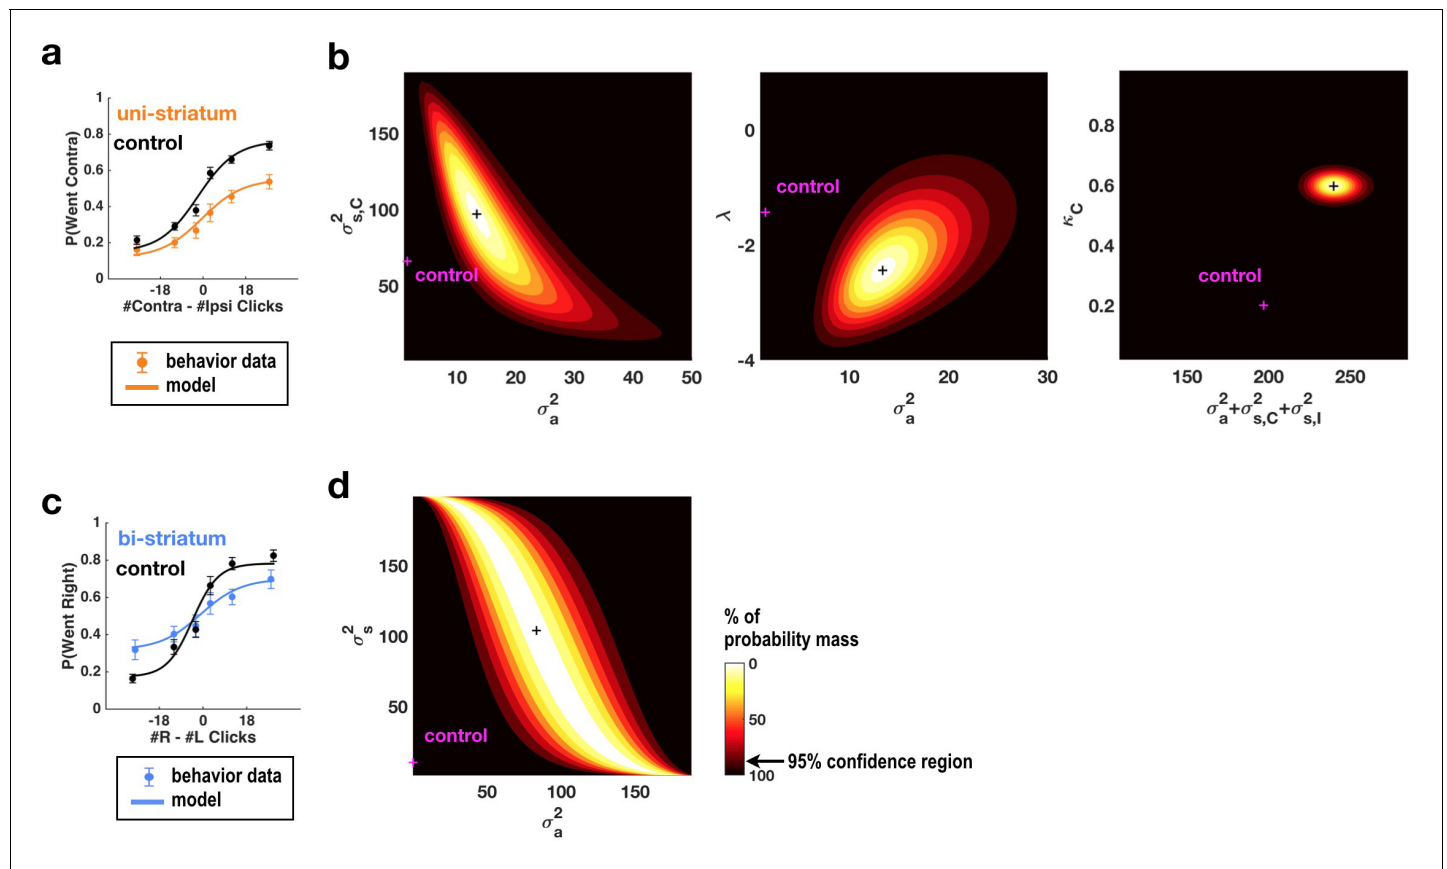 a
uni-striatum
control
1
0.8
0.6
0.4
0.2
0
P(Went Contra)
-18 0 18
#Contra - #Ipsi Clicks
behavior data
model
b
150
100
50
σ²s,C
control
10 20 30 40 50
σ²a
0
-2
-4
λ
control
10 20 30
σ²a
0.8
0.6
0.4
0.2
κC
control
150 200 250
σ²a+σ²s,C+σ²s,I
c
bi-striatum
control
1
0.8
0.6
0.4
0.2
0
P(Went Right)
-18 0 18
#R - #L Clicks
behavior data
model
d
150
100
50
σ²s
control
50 100 150
σ²a
% of
probability mass
0
50
100
95% confidence region